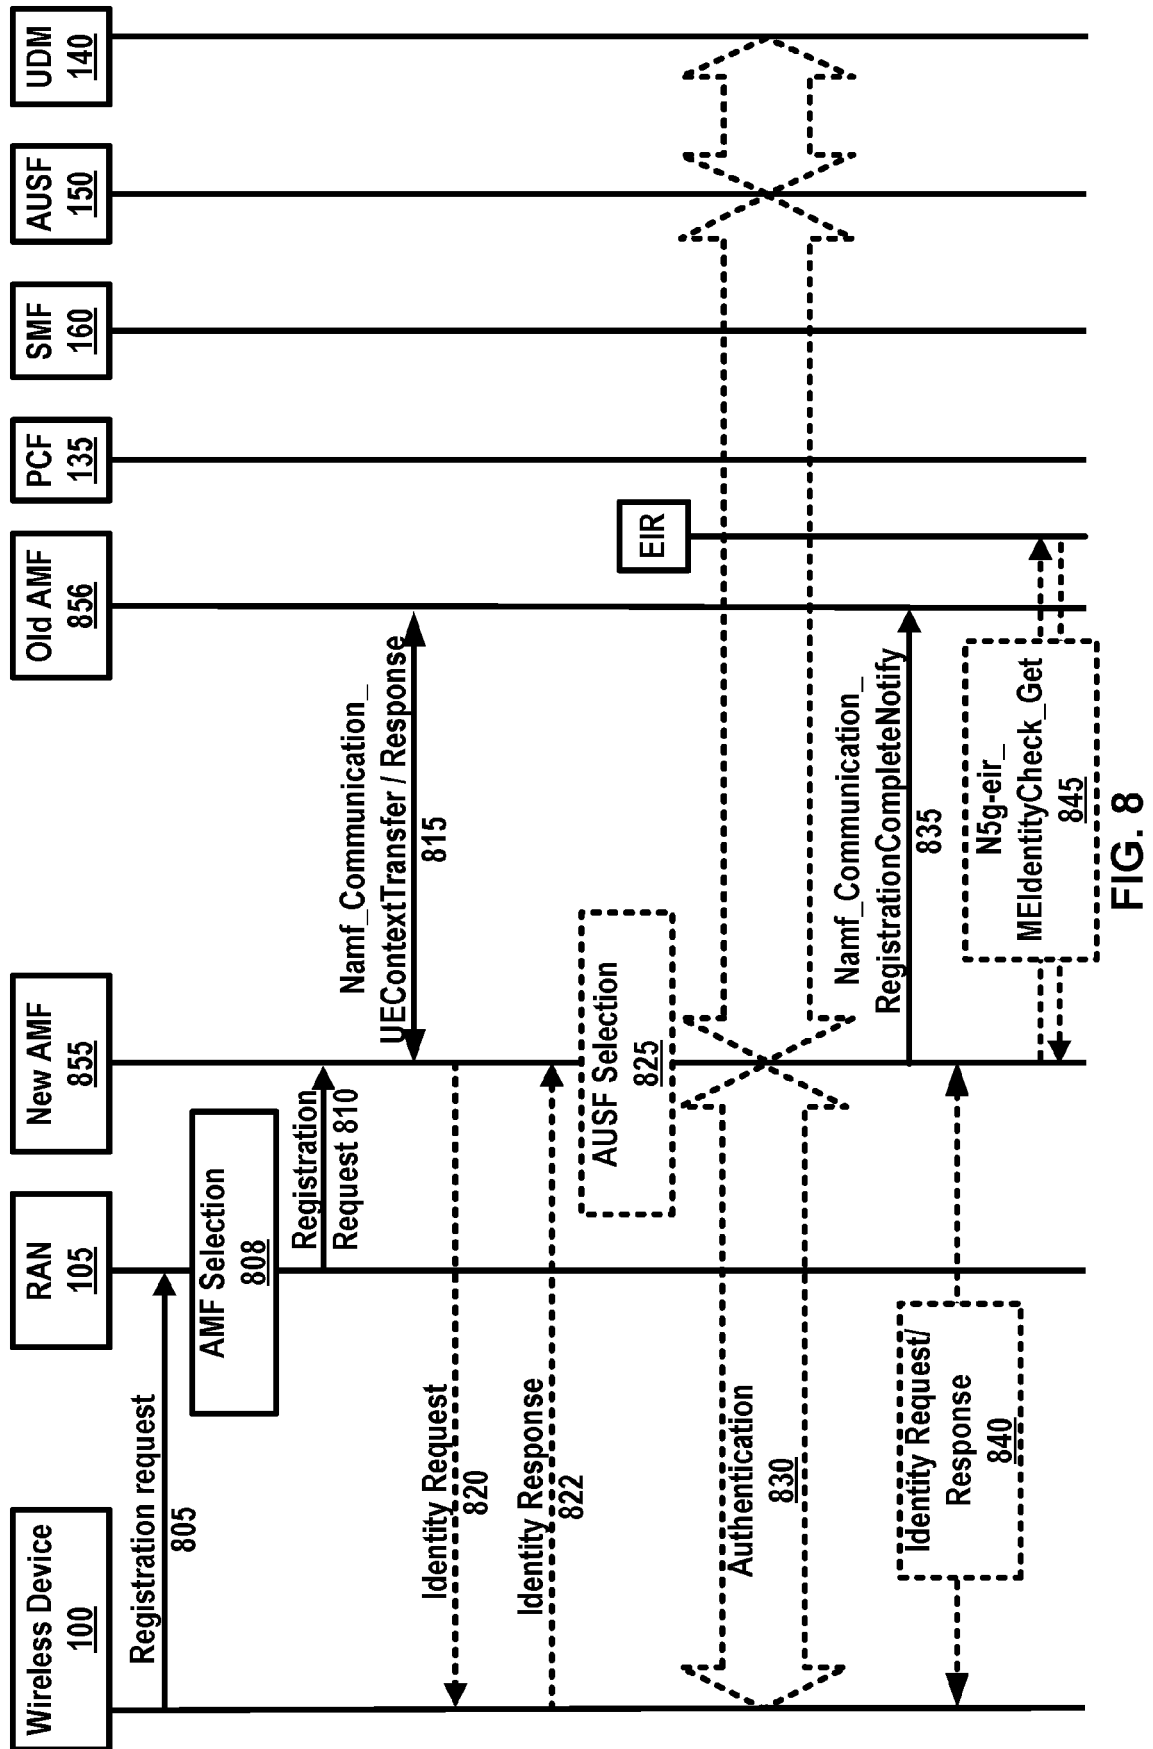 Wireless Device
100
RAN
105
New AMF
855
Old AMF
856
PCF
135
SMF
160
AUSF
150
UDM
140
Registration request
805
AMF Selection
808
Registration
Request 810
Namf_Communication_
UEContextTransfer / Response
815
Identity Request
820
Identity Response
822
AUSF Selection
825
EIR
Authentication
830
Namf_Communication_
RegistrationCompleteNotify
835
Identity Request/
Response
840
N5g-eir_
MEIdentityCheck_Get
845
FIG. 8